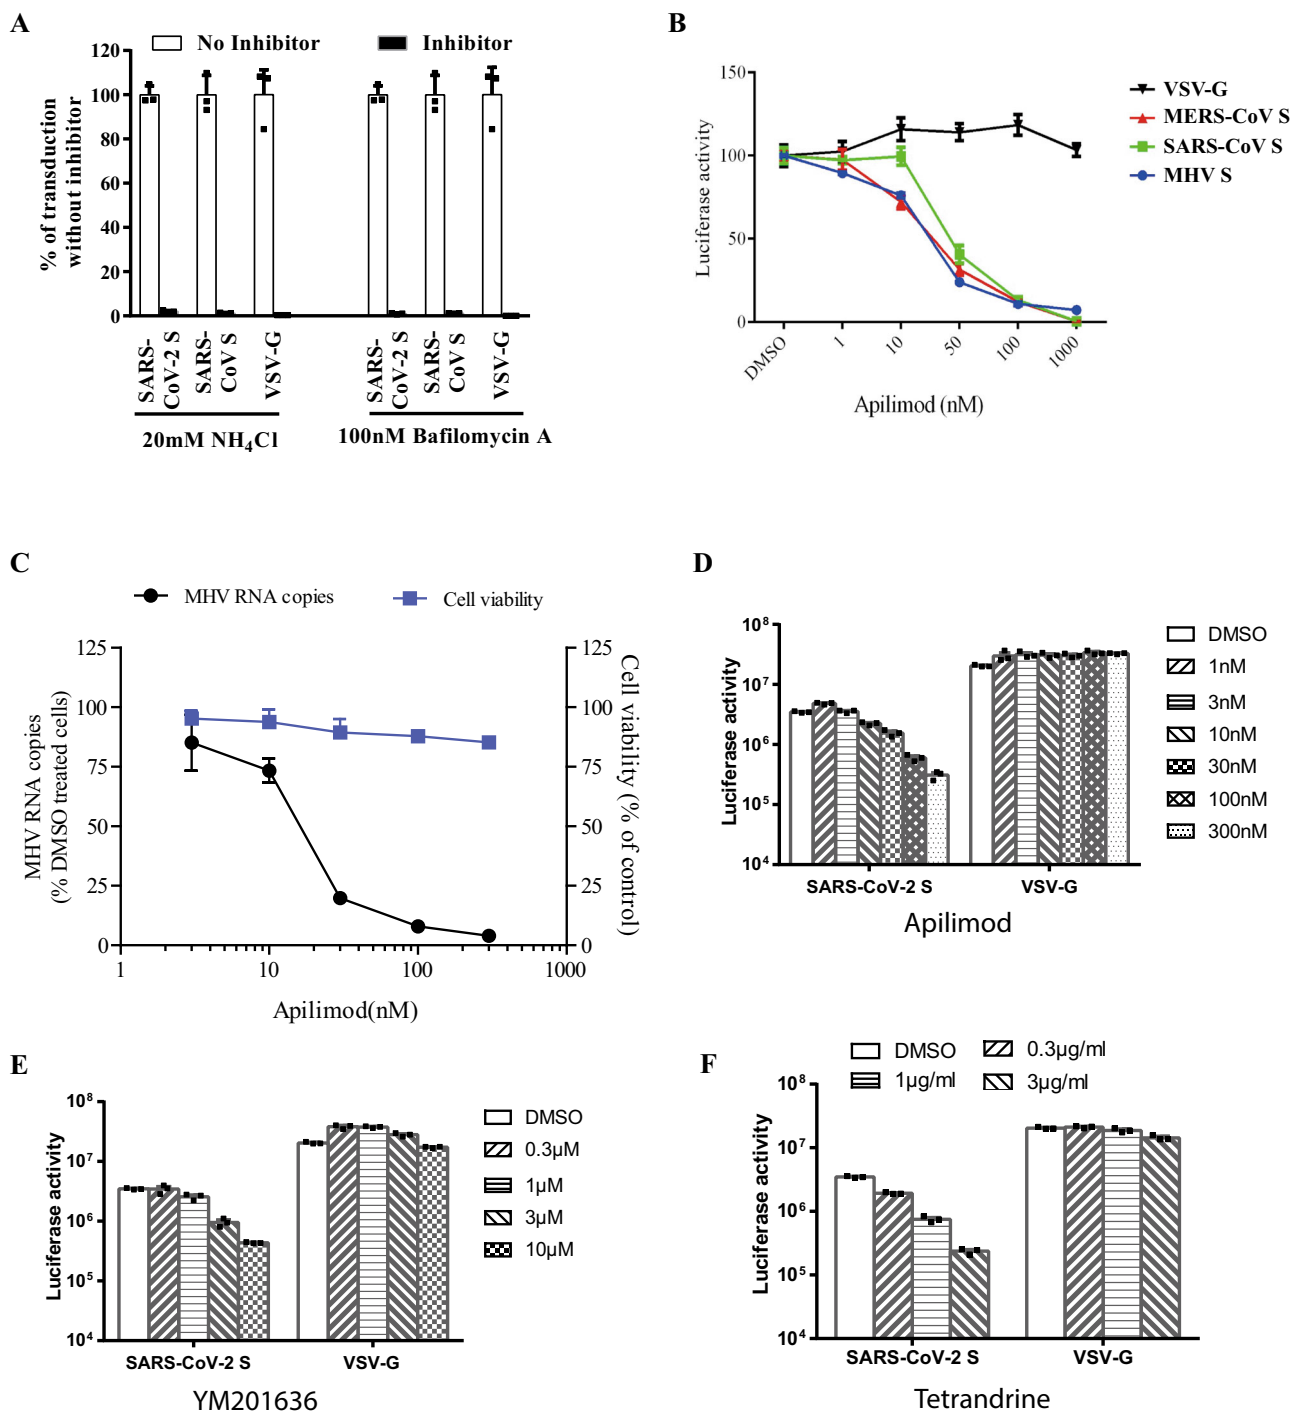 A
No Inhibitor
Inhibitor
% of transduction
without inhibitor
120
100
80
60
40
20
0
SARS-
CoV-2 S
SARS-
CoV S
VSV-G
SARS-
CoV-2 S
SARS-
CoV S
VSV-G
20mM NH₄Cl
100nM Bafilomycin A
B
Luciferase activity
150
100
50
0
DMSO
1
10
50
100
1000
Apilimod (nM)
VSV-G
MERS-CoV S
SARS-CoV S
MHV S
C
MHV RNA copies
Cell viability
MHV RNA copies
(% DMSO treated cells)
125
100
75
50
25
0
125
100
75
50
25
0
Cell viability (% of control)
1
10
100
1000
Apilimod(nM)
D
Luciferase activity
10⁸
10⁷
10⁶
10⁵
10⁴
SARS-CoV-2 S
VSV-G
Apilimod
DMSO
1nM
3nM
10nM
30nM
100nM
300nM
E
Luciferase activity
10⁸
10⁷
10⁶
10⁵
10⁴
SARS-CoV-2 S
VSV-G
YM201636
DMSO
0.3µM
1µM
3µM
10µM
F
DMSO
0.3µg/ml
1µg/ml
3µg/ml
Luciferase activity
10⁸
10⁷
10⁶
10⁵
10⁴
SARS-CoV-2 S
VSV-G
Tetrandrine